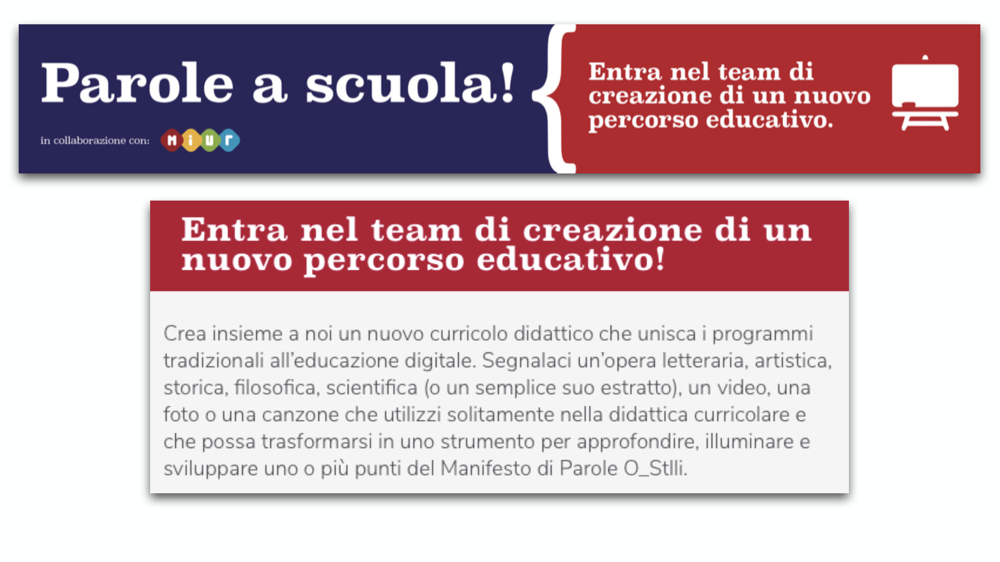 Parole a scuola!
in collaborazione con:
Miur
Entra nel team di
creazione di un nuovo
percorso educativo.
Entra nel team di creazione di un
nuovo percorso educativo!
Crea insieme a noi un nuovo curricolo didattico che unisca i programmi
tradizionali all’educazione digitale. Segnalaci un’opera letteraria, artistica,
storica, filosofica, scientifica (o un semplice suo estratto), un video, una
foto o una canzone che utilizzi solitamente nella didattica curricolare e
che possa trasformarsi in uno strumento per approfondire, illuminare e
sviluppare uno o più punti del Manifesto di Parole O_Stlli.